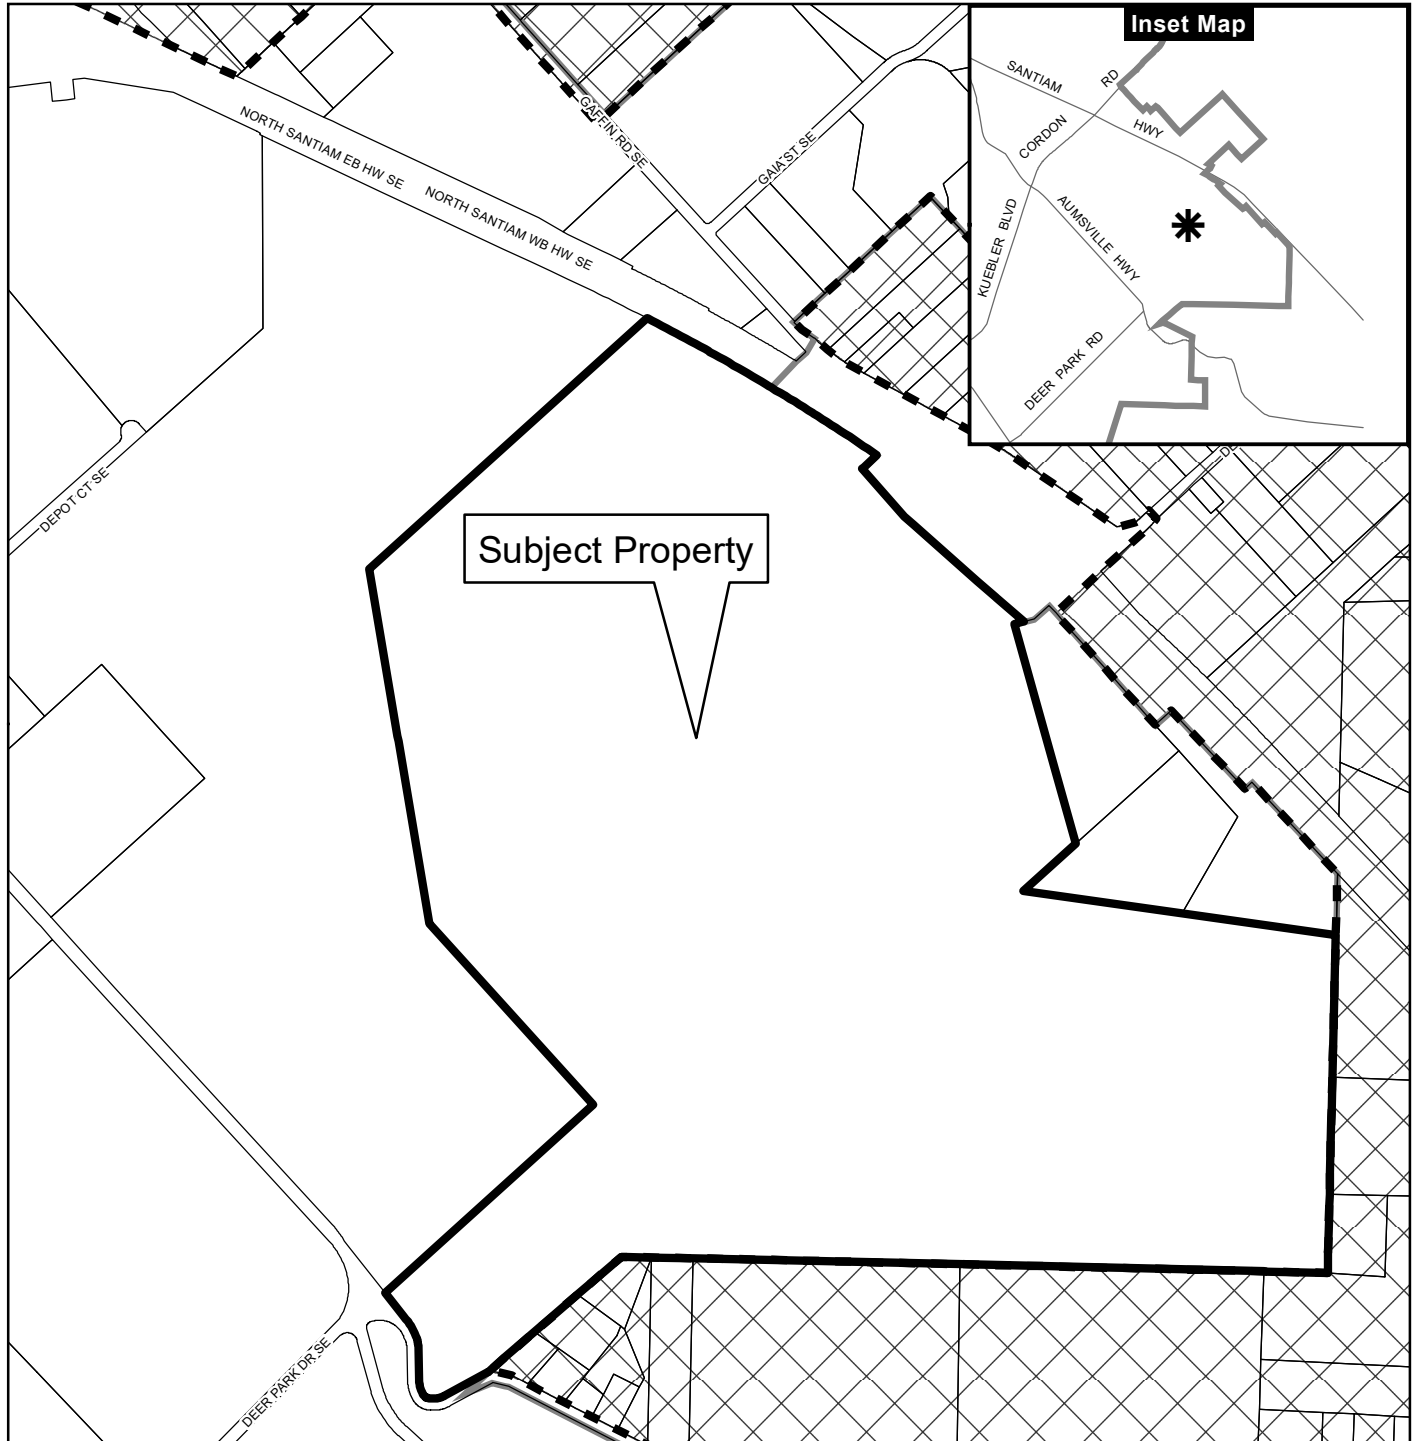 Inset Map
SANTIAM
RD
HWY
CORDON
KUEBLER BLVD
AUMSVILLE HWY
DEER PARK RD
GAFFIN RD SE
GAIA ST SE
NORTH SANTIAM EB HW SE
NORTH SANTIAM WB HW SE
DEPOT CT SE
Subject Property
DEER PARK DR SE